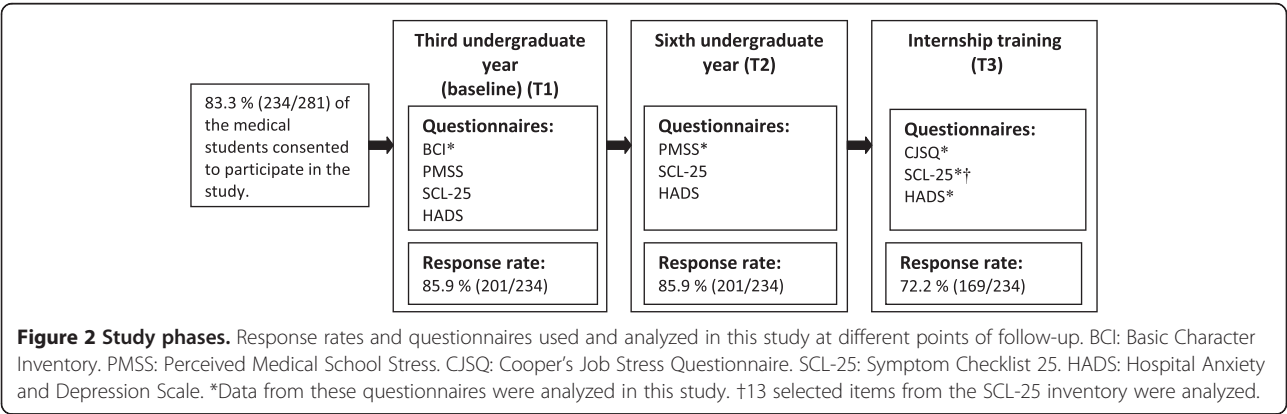 83.3 % (234/281) of
the medical
students consented
to participate in the
study.
Third undergraduate
year
(baseline) (T1)
Questionnaires:
BCI*
PMSS
SCL-25
HADS
Response rate:
85.9 % (201/234)
Sixth undergraduate
year (T2)
Questionnaires:
PMSS*
SCL-25
HADS
Response rate:
85.9 % (201/234)
Internship training
(T3)
Questionnaires:
CJSQ*
SCL-25*†
HADS*
Response rate:
72.2 % (169/234)
Figure 2 Study phases. Response rates and questionnaires used and analyzed in this study at different points of follow-up. BCI: Basic Character
Inventory. PMSS: Perceived Medical School Stress. CJSQ: Cooper's Job Stress Questionnaire. SCL-25: Symptom Checklist 25. HADS: Hospital Anxiety
and Depression Scale. *Data from these questionnaires were analyzed in this study. †13 selected items from the SCL-25 inventory were analyzed.